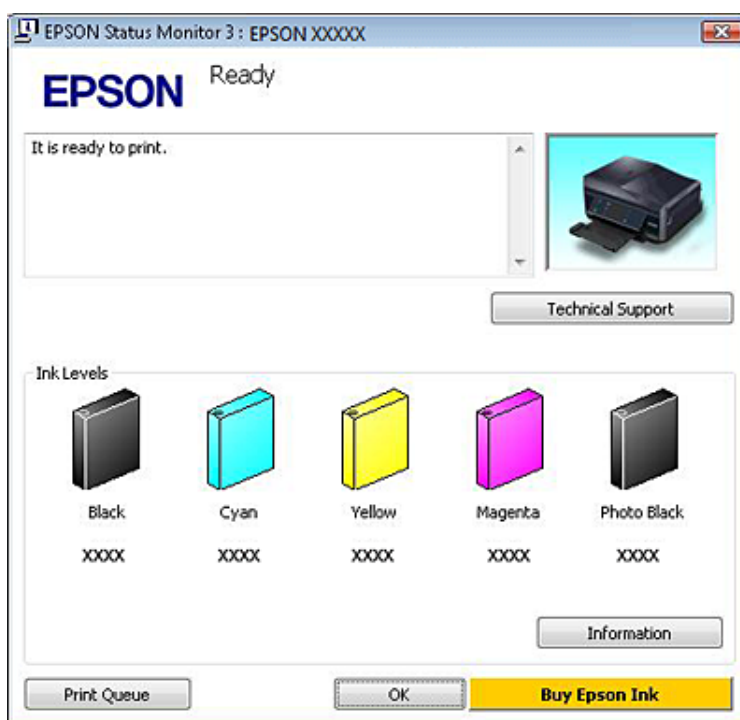 EPSON Status Monitor 3 : EPSON XXXXX
EPSON
Ready
It is ready to print.
Technical Support
Ink Levels
Black Cyan Yellow Magenta Photo Black
XXXX XXXX XXXX XXXX XXXX
Information
Print Queue OK Buy Epson Ink